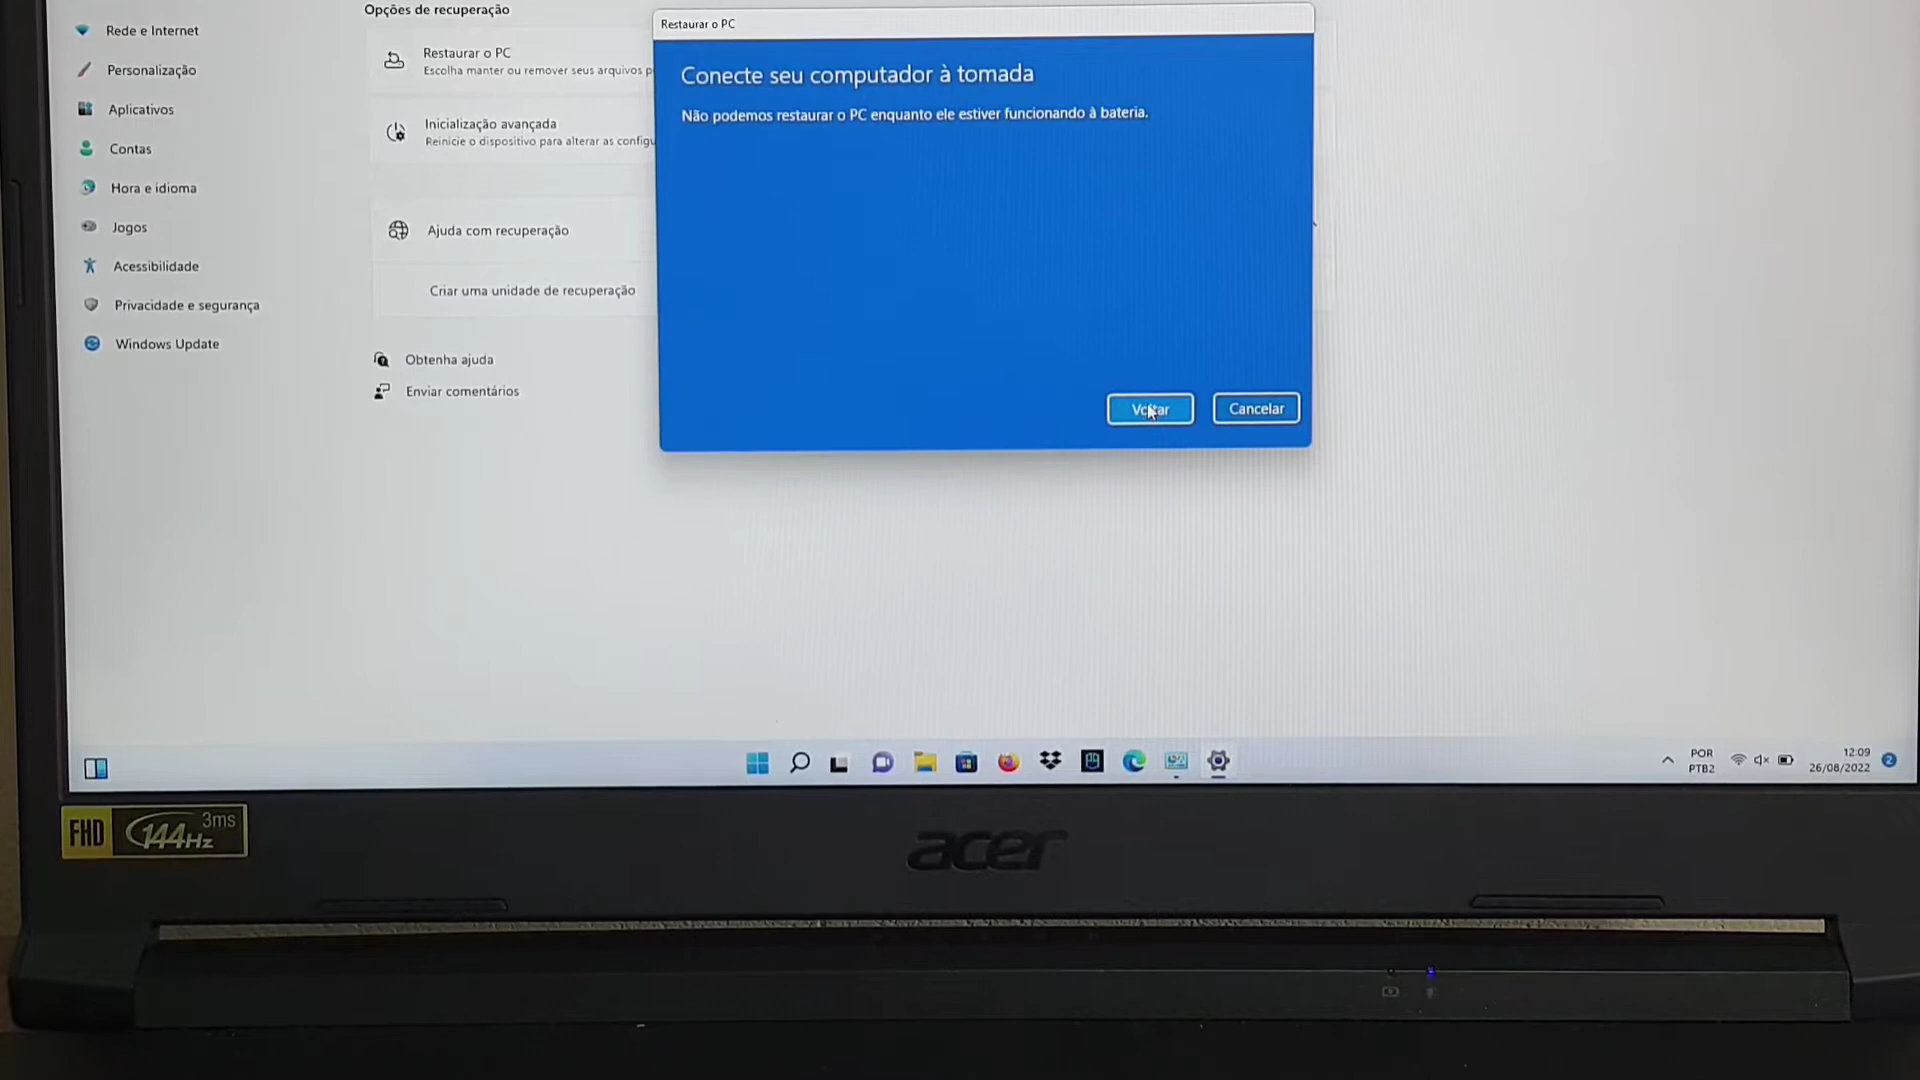 Opções de recuperação
Rede e Internet
Personalização
Aplicativos
Contas
Hora e idioma
Jogos
Acessibilidade
Privacidade e segurança
Windows Update
Restaurar o PC
Escolha manter ou remover seus arquivos p
Inicialização avançada
Reinicie o dispositivo para alterar as configu
Ajuda com recuperação
Criar uma unidade de recuperação
Obtenha ajuda
Enviar comentários
Restaurar o PC
Conecte seu computador à tomada
Não podemos restaurar o PC enquanto ele estiver funcionando à bateria.
Voltar
Cancelar
POR
PTB2
12:09
26/08/2022
2
FHD 144Hz 3ms
acer